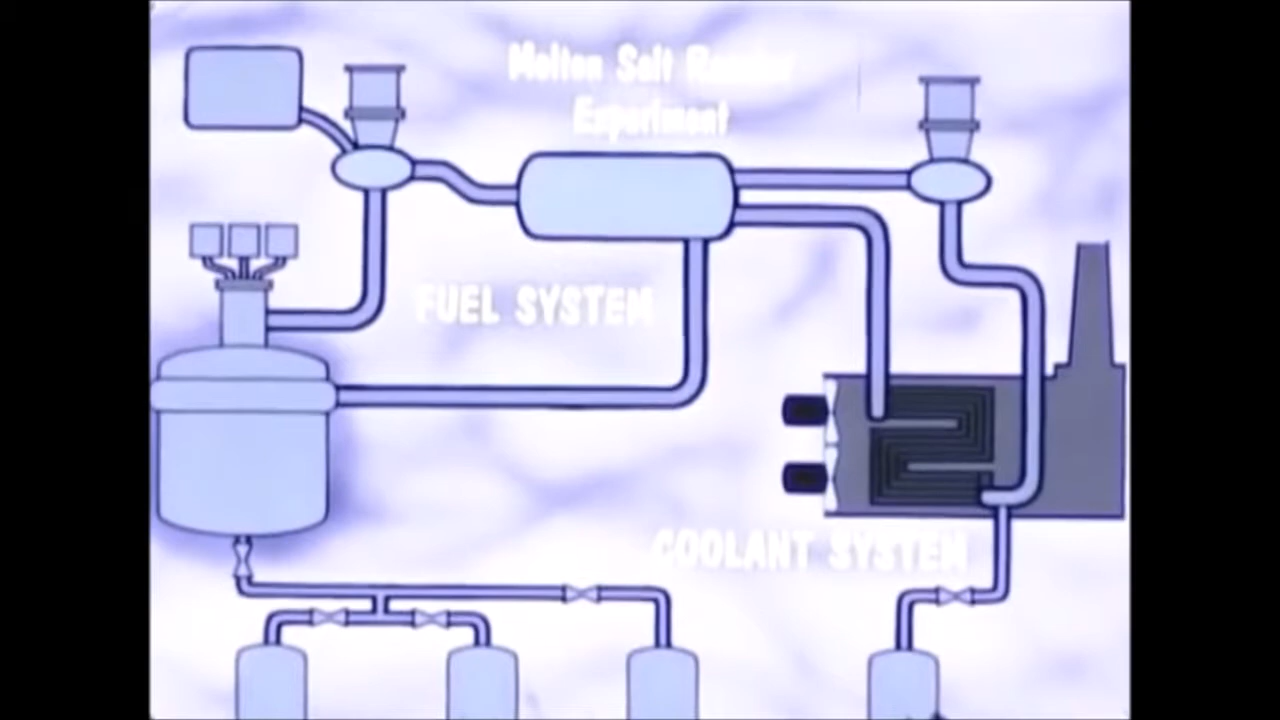 Molten Salt Reactor
Experiment
FUEL SYSTEM
COOLANT SYSTEM